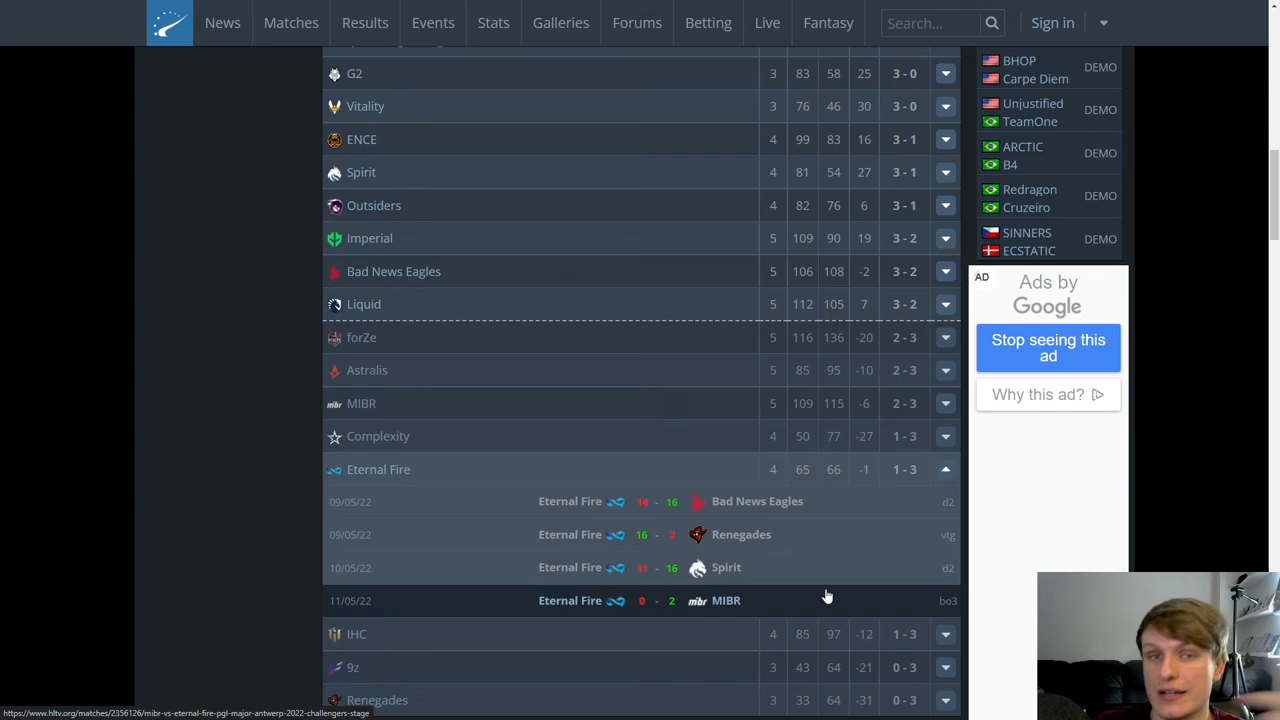 News Matches Results Events Stats Galleries Forums Betting Live Fantasy Search... Sign in
G2 3 83 58 25 3 - 0
Vitality 3 76 46 30 3 - 0
ENCE 4 99 83 16 3 - 1
Spirit 4 81 54 27 3 - 1
Outsiders 4 82 76 6 3 - 1
Imperial 5 109 90 19 3 - 2
Bad News Eagles 5 106 108 -2 3 - 2
Liquid 5 112 105 7 3 - 2
forZe 5 116 136 -20 2 - 3
Astralis 5 85 95 -10 2 - 3
mibr MIBR 5 109 115 -6 2 - 3
Complexity 4 50 77 -27 1 - 3
Eternal Fire 4 65 66 -1 1 - 3
09/05/22 Eternal Fire 14 - 16 Bad News Eagles d2
09/05/22 Eternal Fire 16 - 2 Renegades vtg
10/05/22 Eternal Fire 11 - 16 Spirit d2
11/05/22 Eternal Fire 0 - 2 mibr MIBR bo3
IHC 4 85 97 -12 1 - 3
9z 3 43 64 -21 0 - 3
Renegades 3 33 64 -31 0 - 3
https://www.hltv.org/matches/2356126/mibr-vs-eternal-fire-pgl-major-antwerp-2022-challengers-stage
BHOP
Carpe Diem
DEMO
Unjustified
TeamOne
DEMO
ARCTIC
B4
DEMO
Redragon
Cruzeiro
DEMO
SINNERS
ECSTATIC
DEMO
AD
Ads by
Google
Stop seeing this
ad
Why this ad?